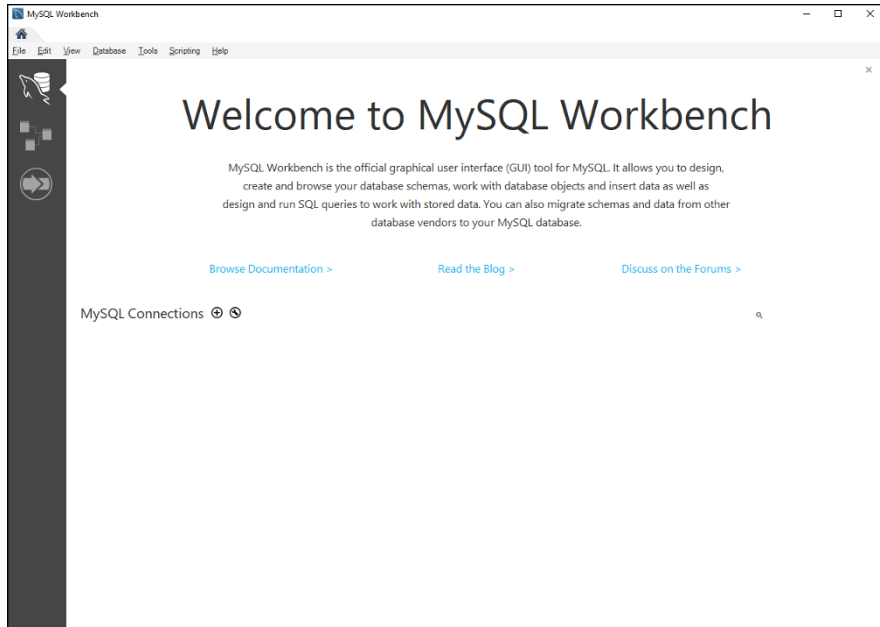 MySQL Workbench
File Edit View Database Tools Scripting Help
Welcome to MySQL Workbench
MySQL Workbench is the official graphical user interface (GUI) tool for MySQL. It allows you to design,
create and browse your database schemas, work with database objects and insert data as well as
design and run SQL queries to work with stored data. You can also migrate schemas and data from other
database vendors to your MySQL database.
Browse Documentation > Read the Blog > Discuss on the Forums >
MySQL Connections